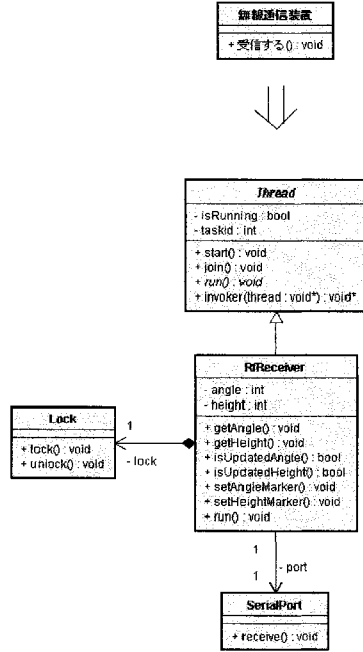 無線通信装置
+ 受信する() : void
Thread
- isRunning : bool
- taskid : int
+ start() : void
+ join() : void
+ run() : void
+ invoker(thread : void*) : void*
RfReceiver
- angle : int
- height : int
+ getAngle() : void
+ getHeight() : void
+ isUpdatedAngle() : bool
+ isUpdatedHeight() : bool
+ setAngleMarker() : void
+ setHeightMarker() : void
+ run() : void
Lock
+ lock() : void
+ unlock() : void
1
- lock
1
- port
1
SerialPort
+ receive() : void